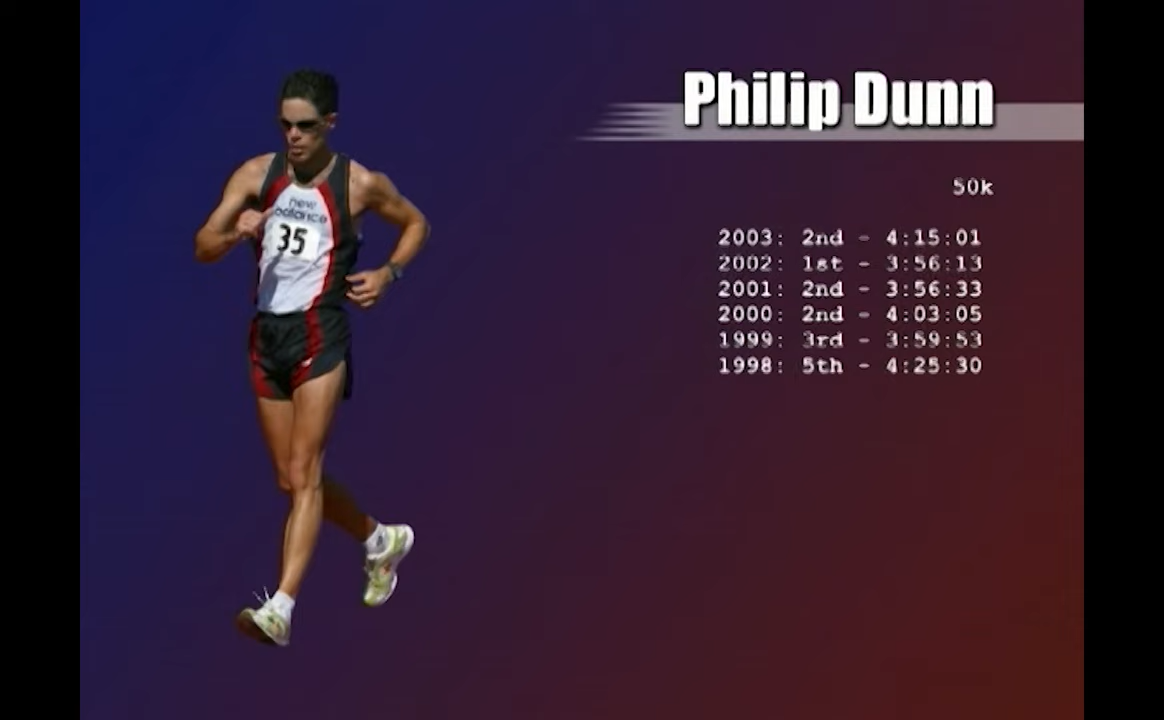 Philip Dunn
50k
2003: 2nd - 4:15:01
2002: 1st - 3:56:13
2001: 2nd - 3:56:33
2000: 2nd - 4:03:05
1999: 3rd - 3:59:53
1998: 5th - 4:25:30
new
balance
35